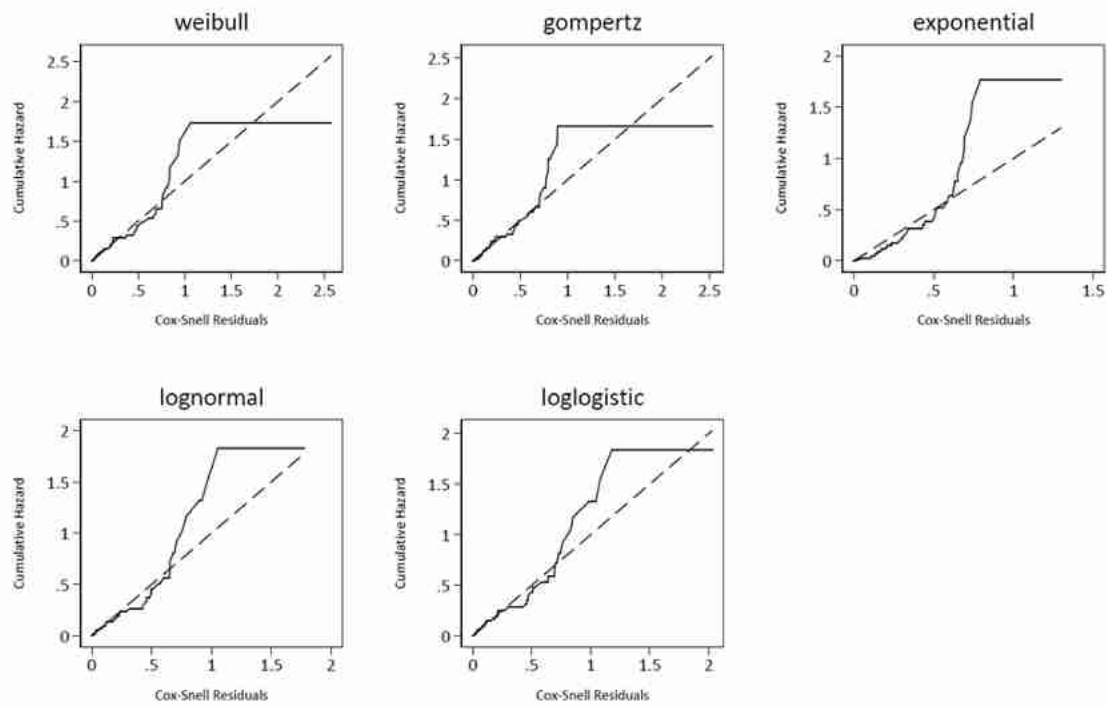 weibull
2.5
2
1.5
1
.5
0
Cumulative Hazard
0 .5 1 1.5 2 2.5
Cox-Snell Residuals
gompertz
2.5
2
1.5
1
.5
0
Cumulative Hazard
0 .5 1 1.5 2 2.5
Cox-Snell Residuals
exponential
2
1.5
1
.5
0
Cumulative Hazard
0 .5 1 1.5
Cox-Snell Residuals
lognormal
2
1.5
1
.5
0
Cumulative Hazard
0 .5 1 1.5 2
Cox-Snell Residuals
loglogistic
2
1.5
1
.5
0
Cumulative Hazard
0 .5 1 1.5 2
Cox-Snell Residuals